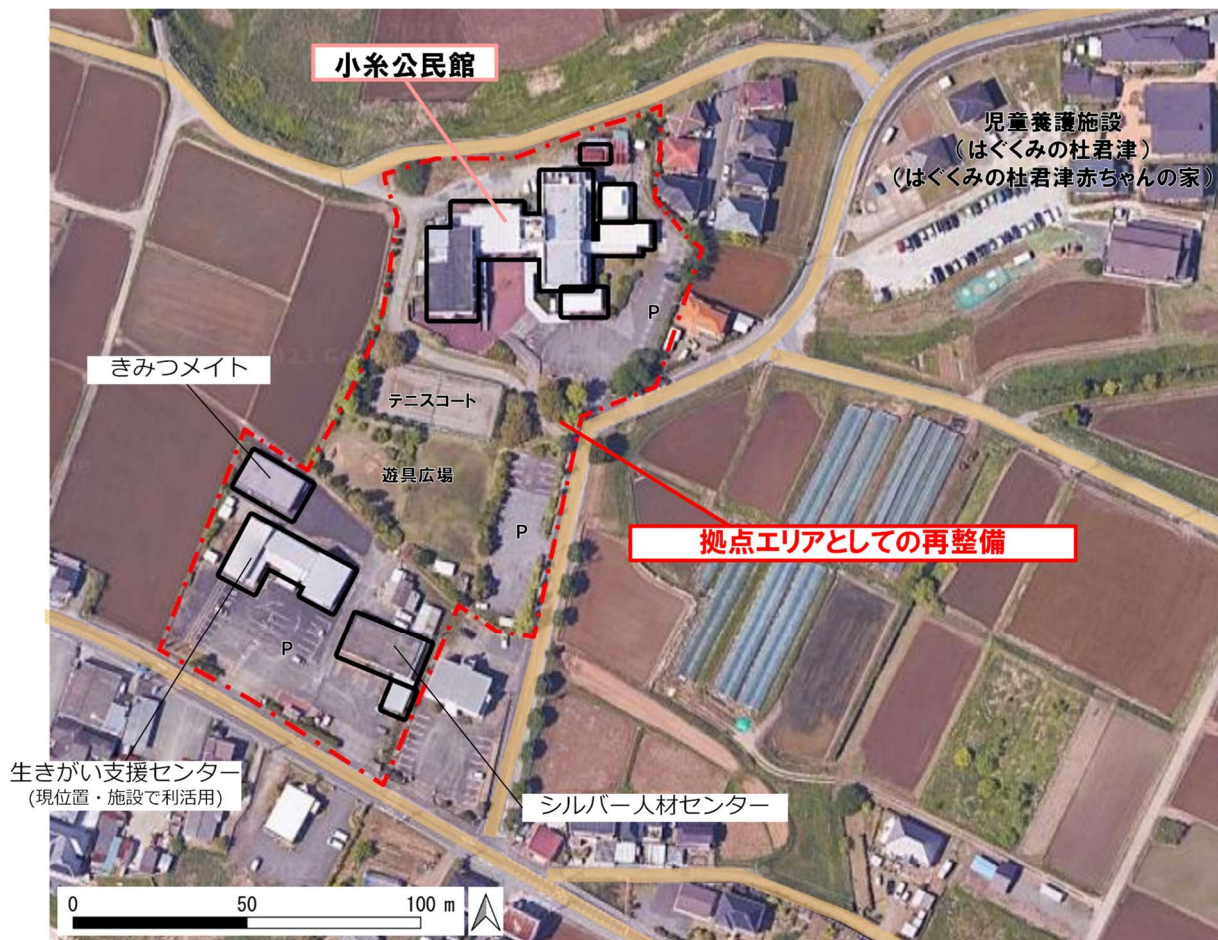 小糸公民館
児童養護施設
(はぐくみの杜君津)
(はぐくみの杜君津赤ちゃんの家)
P
きみつメイト
テニスコート
遊具広場
P
拠点エリアとしての再整備
P
生きがい支援センター
(現位置・施設で利活用)
シルバー人材センター
0 50 100 m